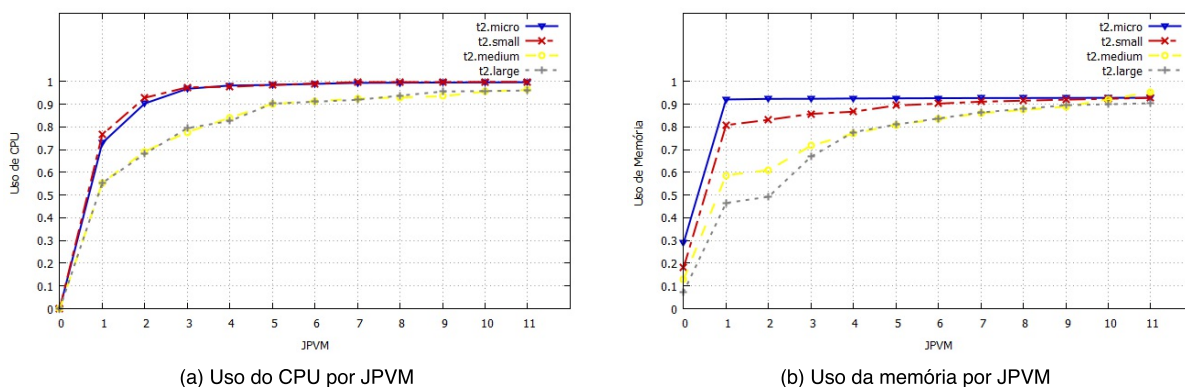 t2.micro
t2.small
t2.medium
t2.large
1
0.9
0.8
0.7
0.6
0.5
0.4
0.3
0.2
0.1
0
Uso do CPU
0 1 2 3 4 5 6 7 8 9 10 11
JPVM
(a) Uso do CPU por JPVM
t2.micro
t2.small
t2.medium
t2.large
1
0.9
0.8
0.7
0.6
0.5
0.4
0.3
0.2
0.1
0
Uso de Memória
0 1 2 3 4 5 6 7 8 9 10 11
JPVM
(b) Uso da memória por JPVM